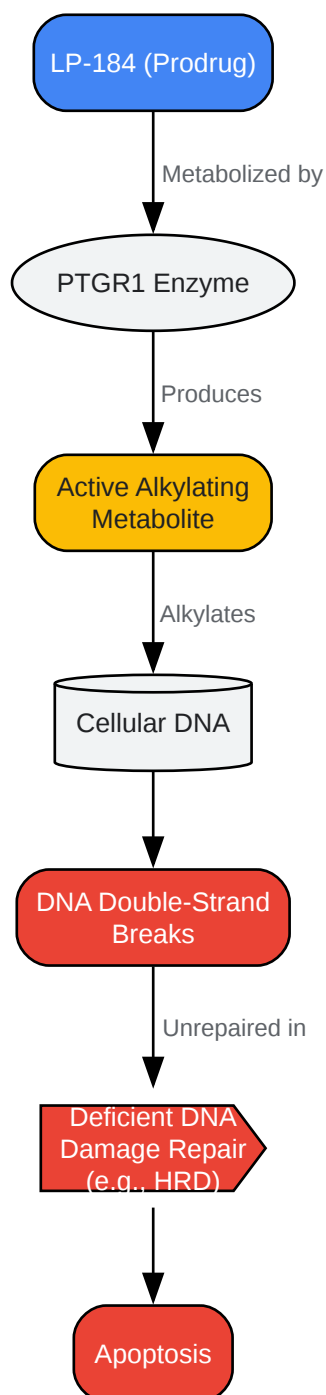 LP-184 (Prodrug)
Metabolized by
PTGR1 Enzyme
Produces
Active Alkylating
Metabolite
Alkylates
Cellular DNA
DNA Double-Strand
Breaks
Unrepaired in
Deficient DNA
Damage Repair
(e.g., HRD)
Apoptosis